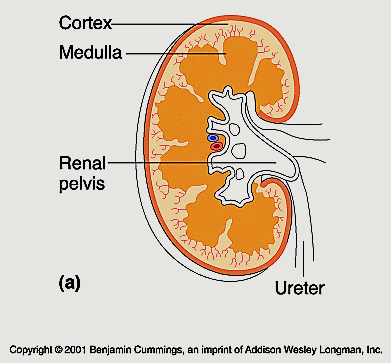 Cortex
Medulla
Renal
pelvis
(a)
Ureter
Copyright © 2001 Benjamin Cummings, an imprint of Addison Wesley Longman, Inc.